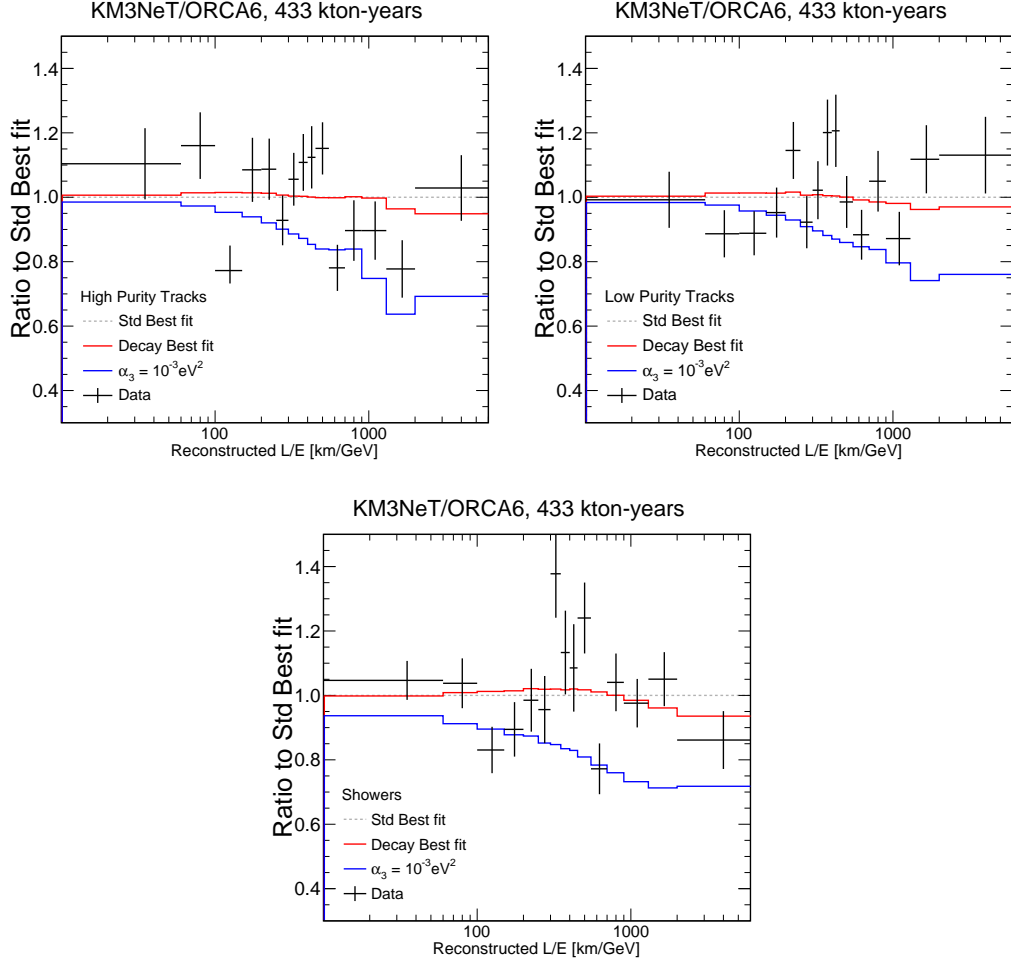 KM3NeT/ORCA6, 433 kton-years
Ratio to Std Best fit
1.4
1.2
1.0
0.8
0.6
0.4
High Purity Tracks
Std Best fit
Decay Best fit
α₃ = 10⁻³eV²
Data
100
1000
Reconstructed L/E [km/GeV]
KM3NeT/ORCA6, 433 kton-years
Ratio to Std Best fit
1.4
1.2
1.0
0.8
0.6
0.4
Low Purity Tracks
Std Best fit
Decay Best fit
α₃ = 10⁻³eV²
Data
100
1000
Reconstructed L/E [km/GeV]
KM3NeT/ORCA6, 433 kton-years
Ratio to Std Best fit
1.4
1.2
1.0
0.8
0.6
0.4
Showers
Std Best fit
Decay Best fit
α₃ = 10⁻³eV²
Data
100
1000
Reconstructed L/E [km/GeV]